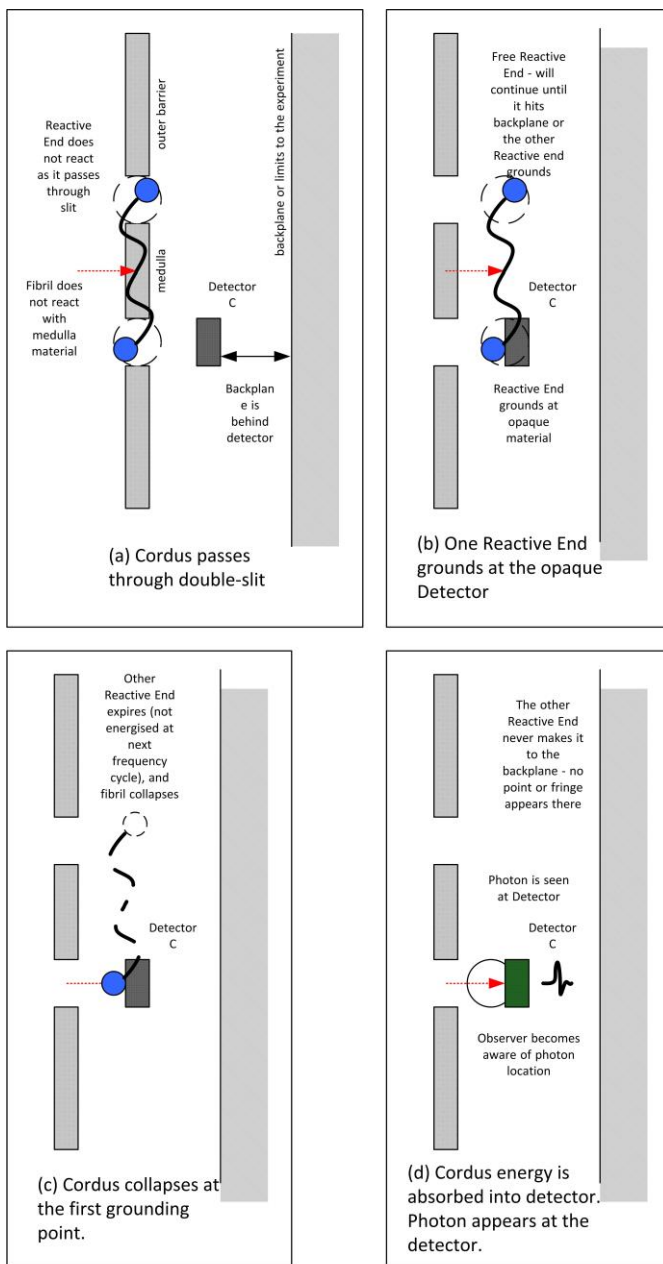 Reactive
End does
not react
as it passes
through
slit
outer barrier
backplane or limits to the experiment
medulla
Fibril does
not react
with
medulla
material
Detector
C
Backplan
e is
behind
detector
(a) Cordus passes
through double-slit
Free Reactive
End - will
continue until
it hits
backplane or
the other
Reactive end
grounds
Detector
C
Reactive End
grounds at
opaque
material
(b) One Reactive End
grounds at the opaque
Detector
Other
Reactive End
expires (not
energised at
next
frequency
cycle), and
fibril collapses
Detector
C
(c) Cordus collapses at
the first grounding
point.
The other
Reactive End
never makes it
to the
backplane - no
point or fringe
appears there
Photon is seen
at Detector
Detector
C
Observer becomes
aware of photon
location
(d) Cordus energy is
absorbed into detector.
Photon appears at the
detector.